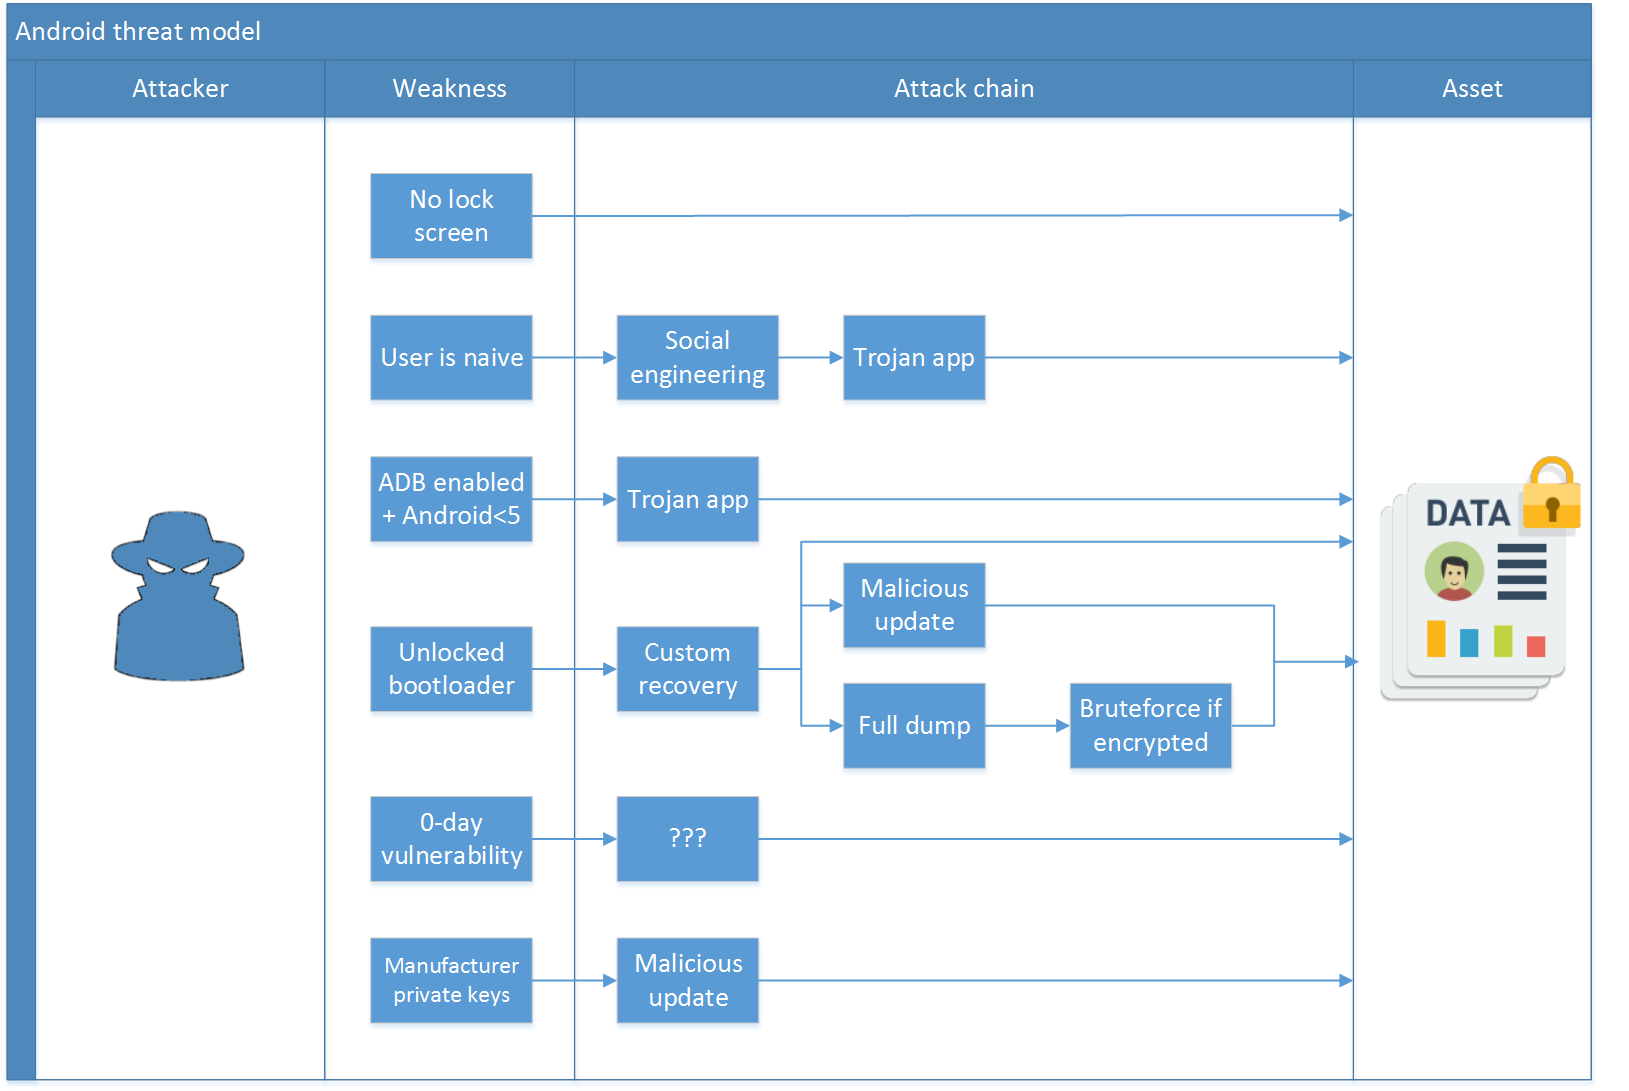 Android threat model
Attacker
Weakness
Attack chain
Asset
No lock
screen
User is naive
Social
engineering
Trojan app
ADB enabled
+ Android<5
Trojan app
DATA
Unlocked
bootloader
Custom
recovery
Malicious
update
Full dump
Bruteforce if
encrypted
0-day
vulnerability
???
Manufacturer
private keys
Malicious
update